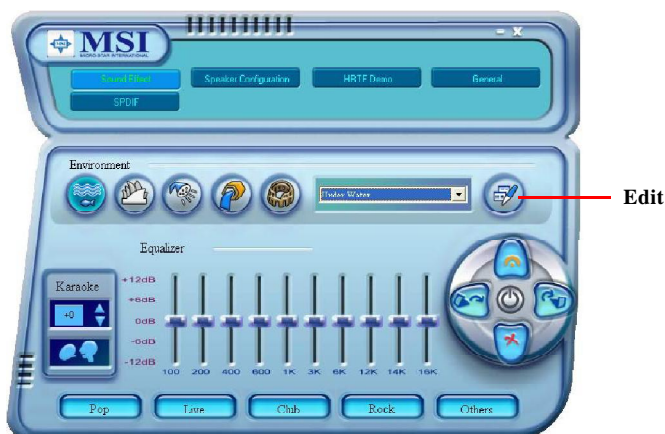 MSI
MICRO-STAR INTERNATIONAL
Sound Effect
Speaker Configuration
HRTF Demo
General
SPDIF
Environment
Under Water
Edit
Equalizer
Karaoke
+0
+12dB
+6dB
0dB
-6dB
-12dB
100 200 400 600 1K 3K 6K 12K 14K 16K
Pop
Live
Club
Rock
Others